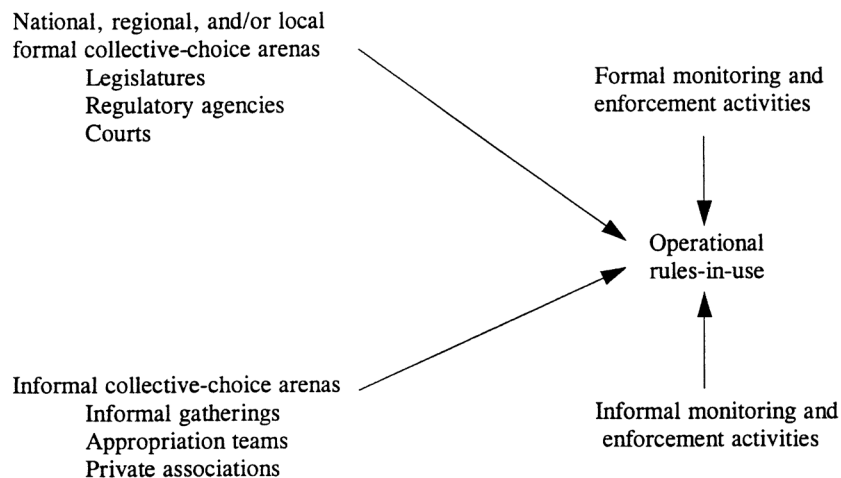 National, regional, and/or local
formal collective-choice arenas
Legislatures
Regulatory agencies
Courts
Formal monitoring and
enforcement activities
Operational
rules-in-use
Informal collective-choice arenas
Informal gatherings
Appropriation teams
Private associations
Informal monitoring and
enforcement activities